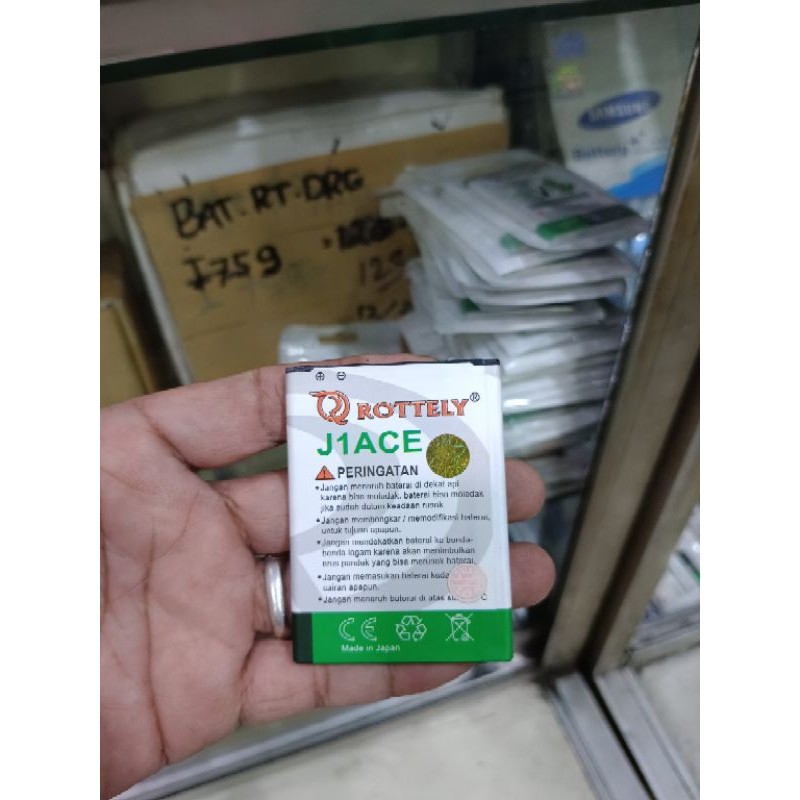 SAMSUNG
Battery
BAT. RT. DRG
J759
ROTTELY®
J1ACE
PERINGATAN
•Jangan menaruh baterai di dekat api
karena bisa meledak, baterai bisa meledak
jika sudah dalam keadaan rusak
•Jangan membongkar / memodifikasi baterai,
untuk tujuan apapun.
•Jangan mendekatkan baterai ke benda-
benda logam karena akan menimbulkan
arus pendek yang bisa merusak baterai.
•Jangan memasukan baterai
cairan apapun.
•Jangan menaruh baterai di atas
CE
Made in Japan